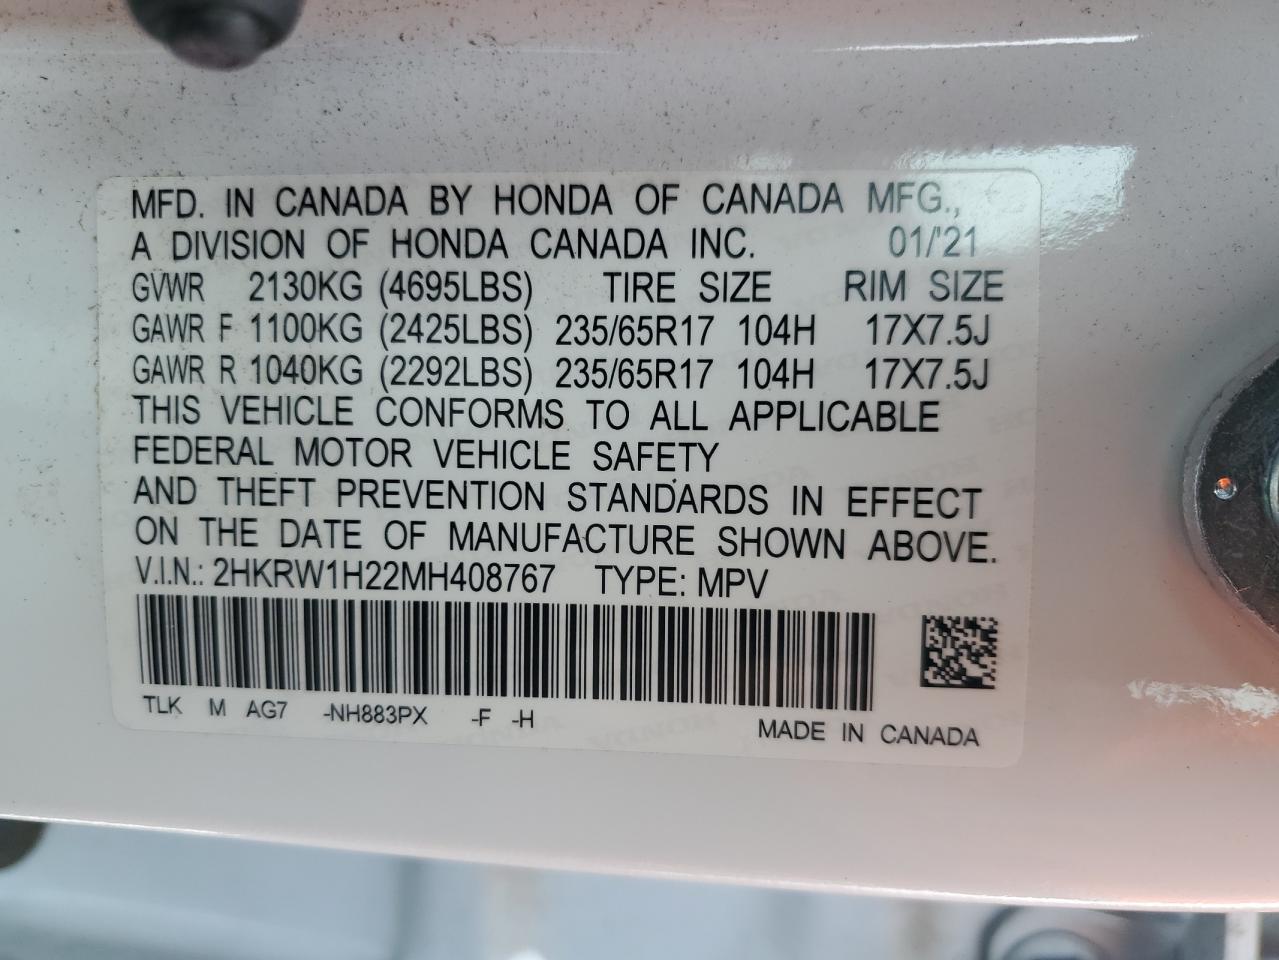 MFD. IN CANADA BY HONDA OF CANADA MFG.,
A DIVISION OF HONDA CANADA INC. 01/'21
GVWR 2130KG (4695LBS) TIRE SIZE RIM SIZE
GAWR F 1100KG (2425LBS) 235/65R17 104H 17X7.5J
GAWR R 1040KG (2292LBS) 235/65R17 104H 17X7.5J
THIS VEHICLE CONFORMS TO ALL APPLICABLE
FEDERAL MOTOR VEHICLE SAFETY
AND THEFT PREVENTION STANDARDS IN EFFECT
ON THE DATE OF MANUFACTURE SHOWN ABOVE.
V.I.N.: 2HKRW1H22MH408767 TYPE: MPV
TLK M AG7 -NH883PX -F -H
MADE IN CANADA